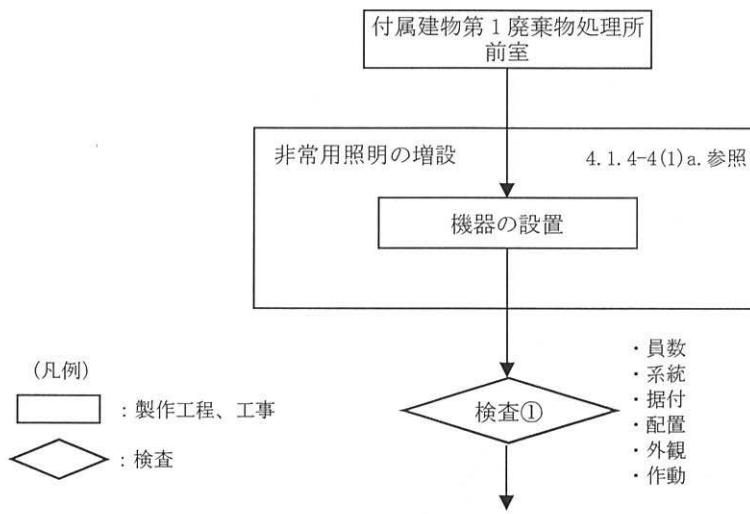 付属建物第１廃棄物処理所
前室
非常用照明の増設
4.1.4-4(1)a.参照
機器の設置
・員数
・系統
・据付
・配置
・外観
・作動
検査①
(凡例)
：製作工程、工事
：検査